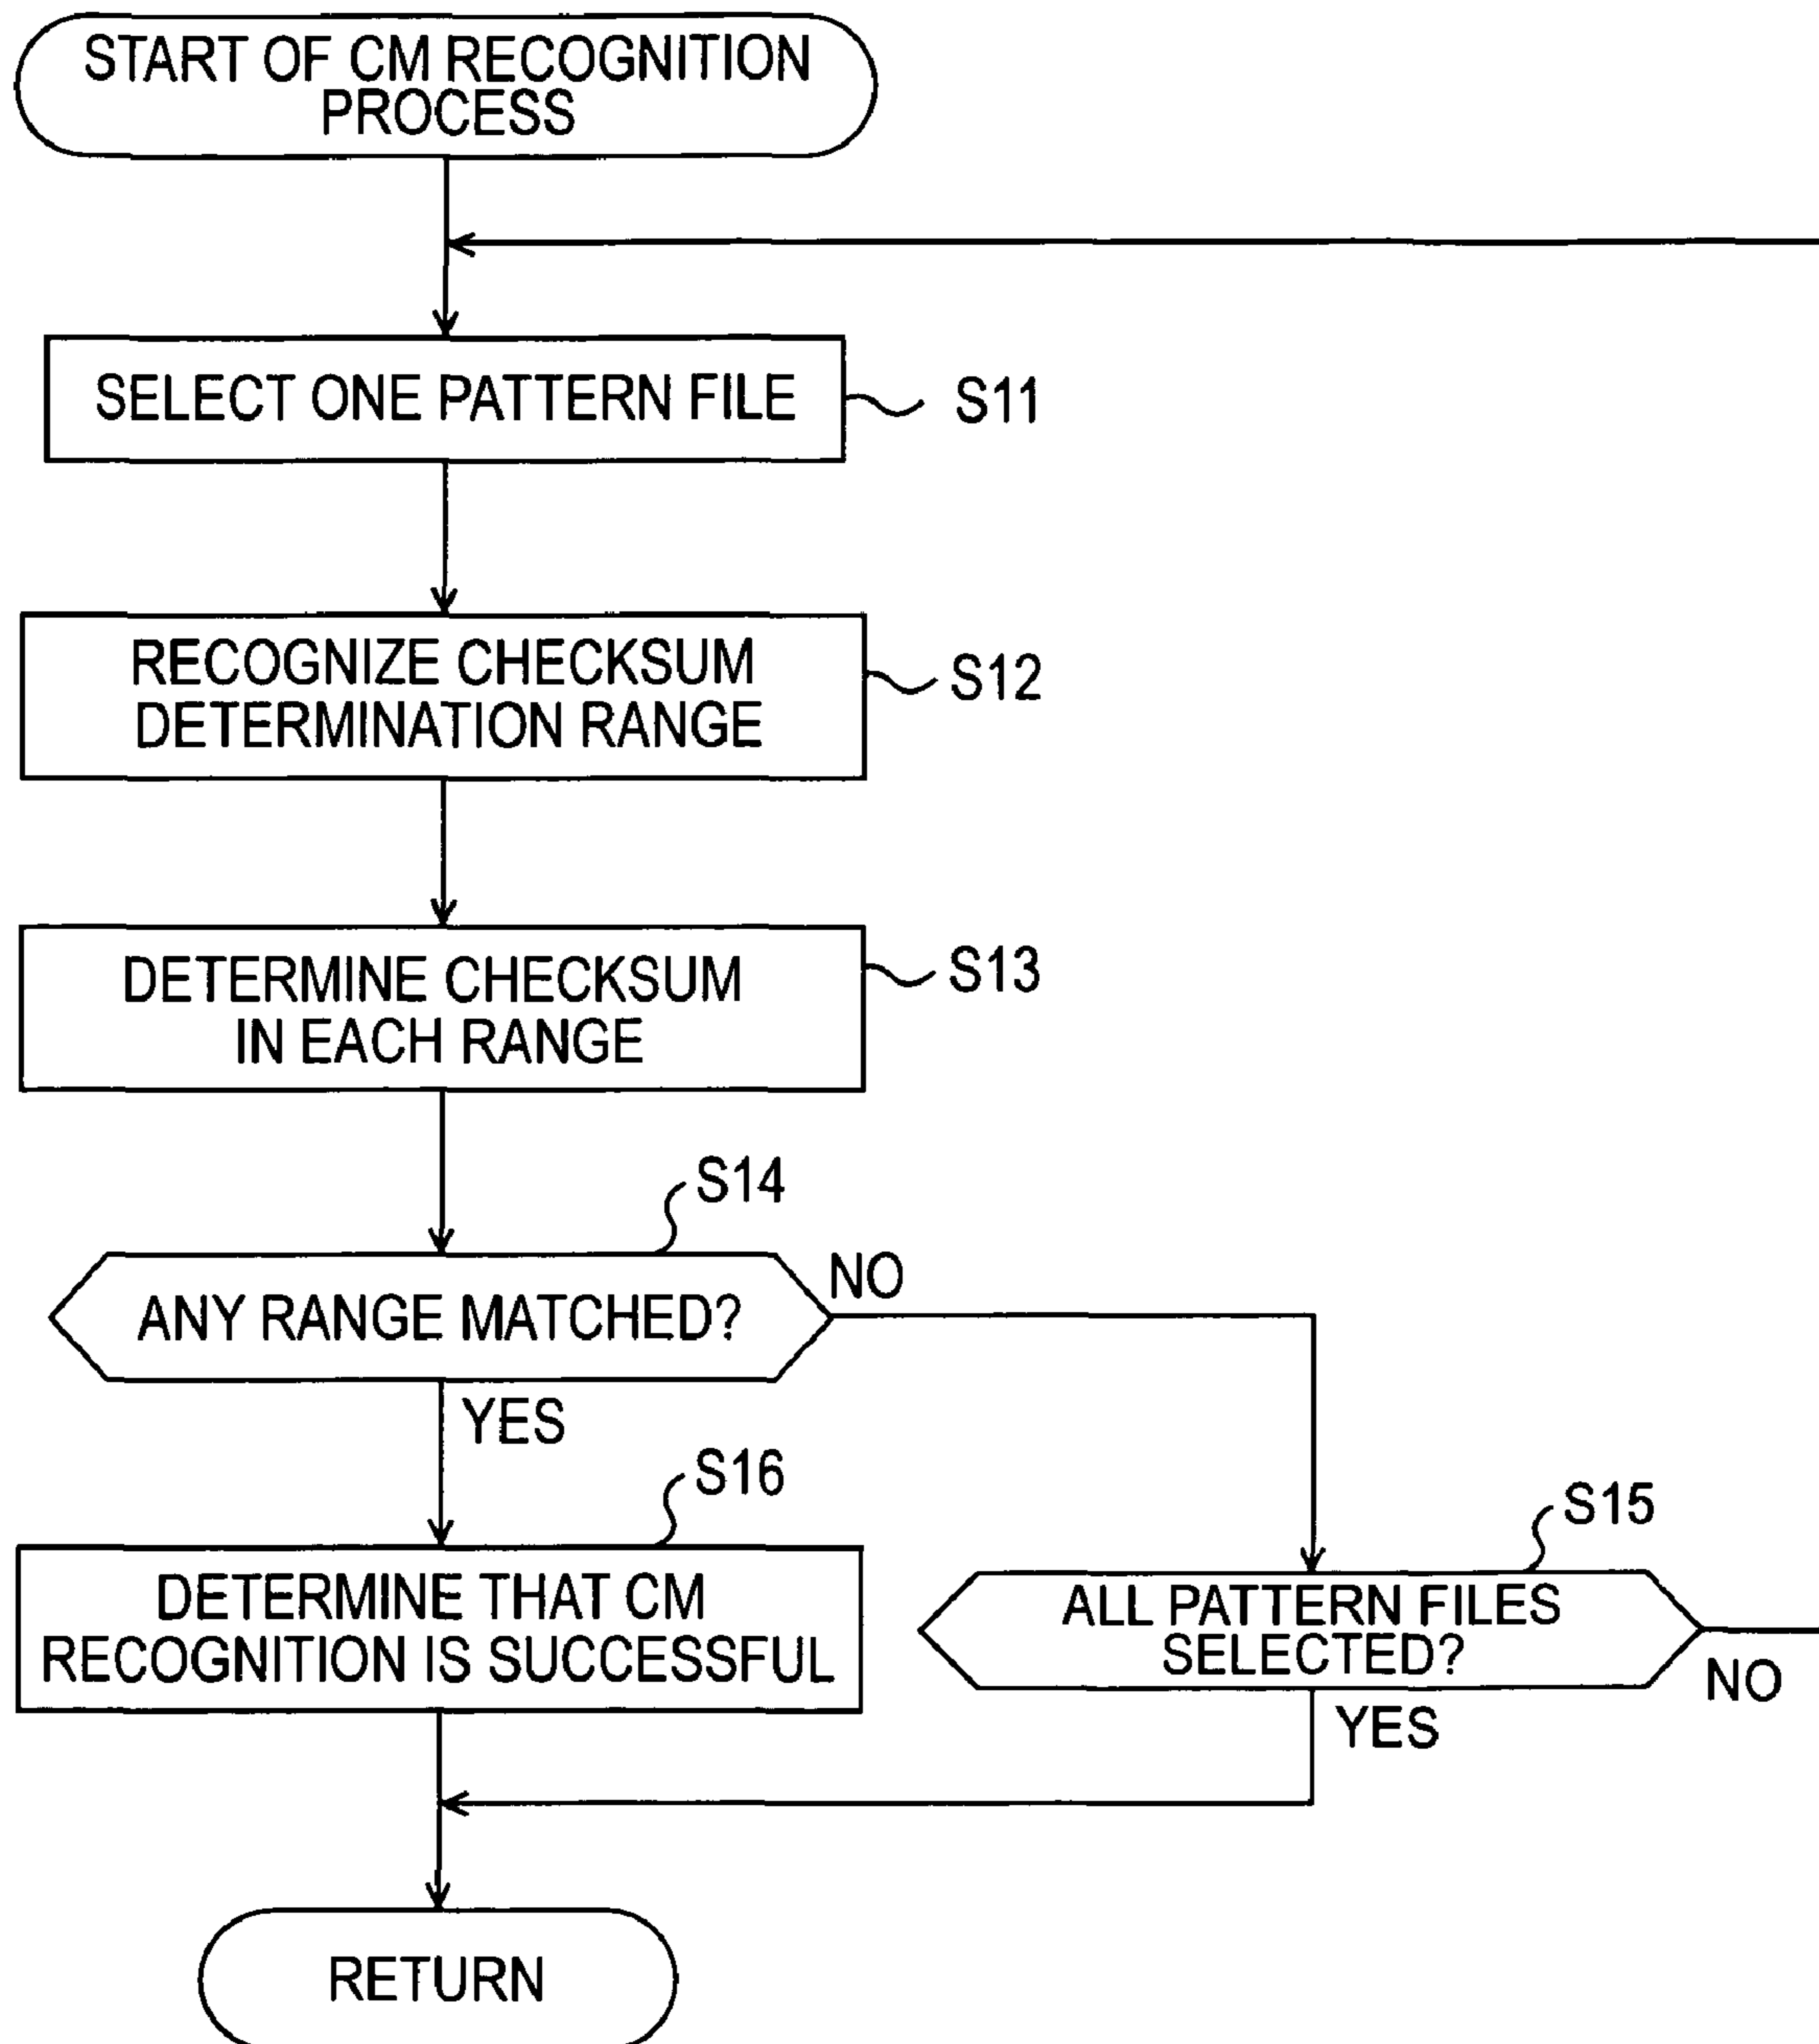 START OF CM RECOGNITION
PROCESS
SELECT ONE PATTERN FILE
S11
RECOGNIZE CHECKSUM
DETERMINATION RANGE
S12
DETERMINE CHECKSUM
IN EACH RANGE
S13
S14
ANY RANGE MATCHED?
NO
YES
S16
DETERMINE THAT CM
RECOGNITION IS SUCCESSFUL
S15
ALL PATTERN FILES
SELECTED?
NO
YES
RETURN